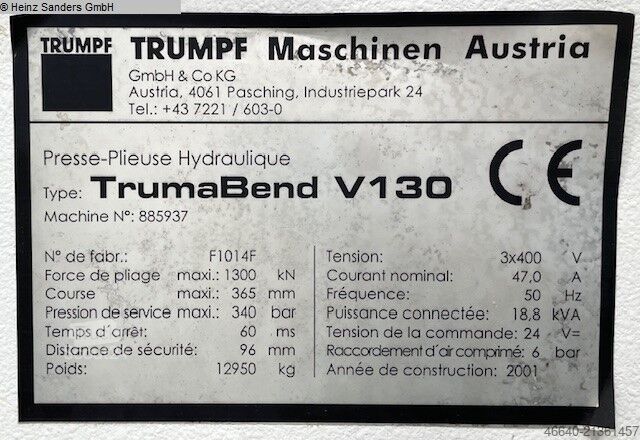 © Heinz Sanders GmbH
TRUMPF
TRUMPF Maschinen Austria
GmbH & Co KG
Austria, 4061 Pasching, Industriepark 24
Tel.: +43 7221 / 603-0
Presse-Plieuse Hydraulique
Type: TrumaBend V130
Machine N°: 885937
CE
N° de fabr.: F1014F
Force de pliage maxi.: 1300 kN
Course maxi.: 365 mm
Pression de service maxi.: 340 bar
Temps d'arrêt: 60 ms
Distance de sécurité: 96 mm
Poids: 12950 kg
Tension: 3x400 V
Courant nominal: 47,0 A
Fréquence: 50 Hz
Puissance connectée: 18,8 kVA
Tension de la commande: 24 V=
Raccordement d'air comprimé: 6 bar
Année de construction: 2001
46640-21361457